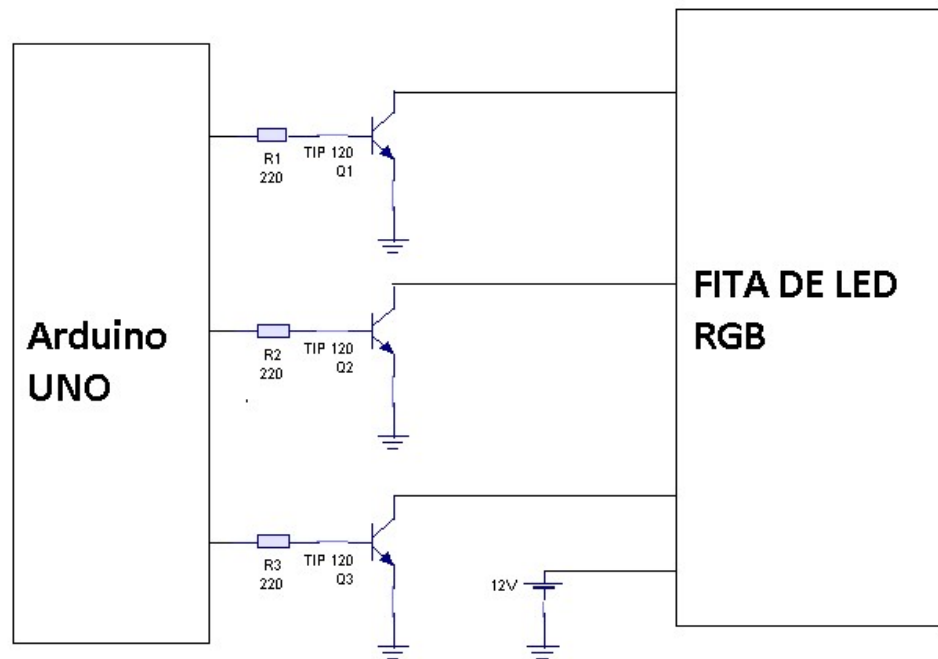 Arduino
UNO
R1
220
TIP 120
Q1
R2
220
TIP 120
Q2
R3
220
TIP 120
Q3
12V
FITA DE LED
RGB